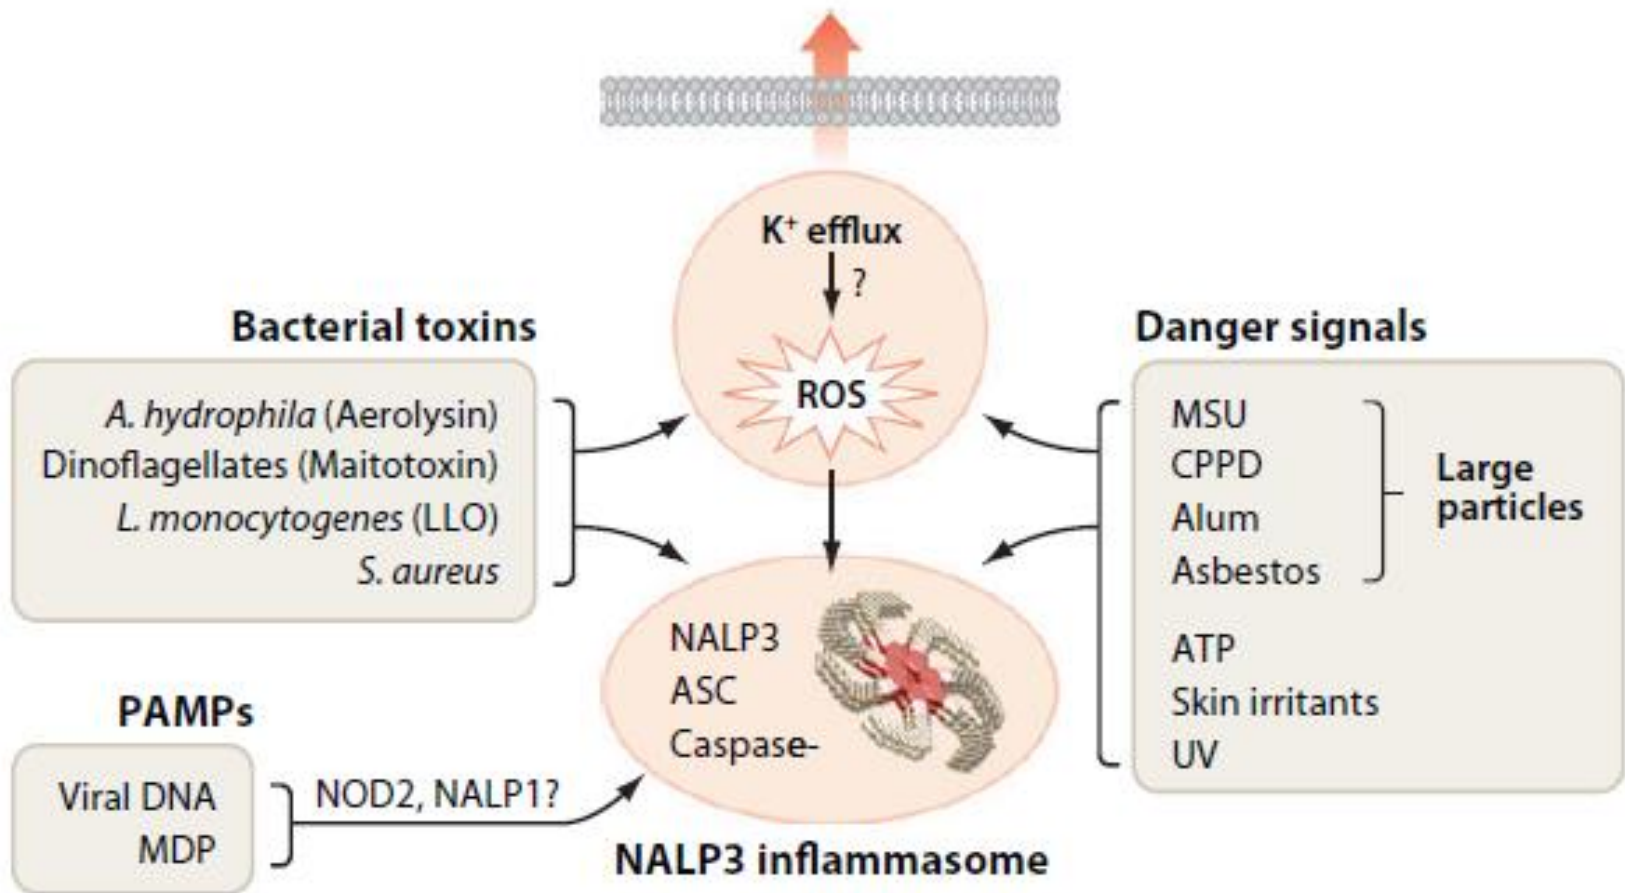 K⁺ efflux
?
ROS
Bacterial toxins
A. hydrophila (Aerolysin)
Dinoflagellates (Maitotoxin)
L. monocytogenes (LLO)
S. aureus
Danger signals
MSU
CPPD
Alum
Asbestos
Large
particles
ATP
Skin irritants
UV
PAMPs
Viral DNA
MDP
NOD2, NALP1?
NALP3
ASC
Caspase-
NALP3 inflammasome